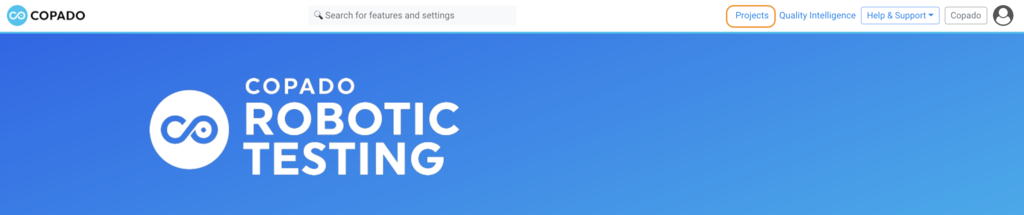 COPADO
Search for features and settings
Projects
Quality Intelligence
Help & Support
Copado
COPADO
ROBOTIC
TESTING